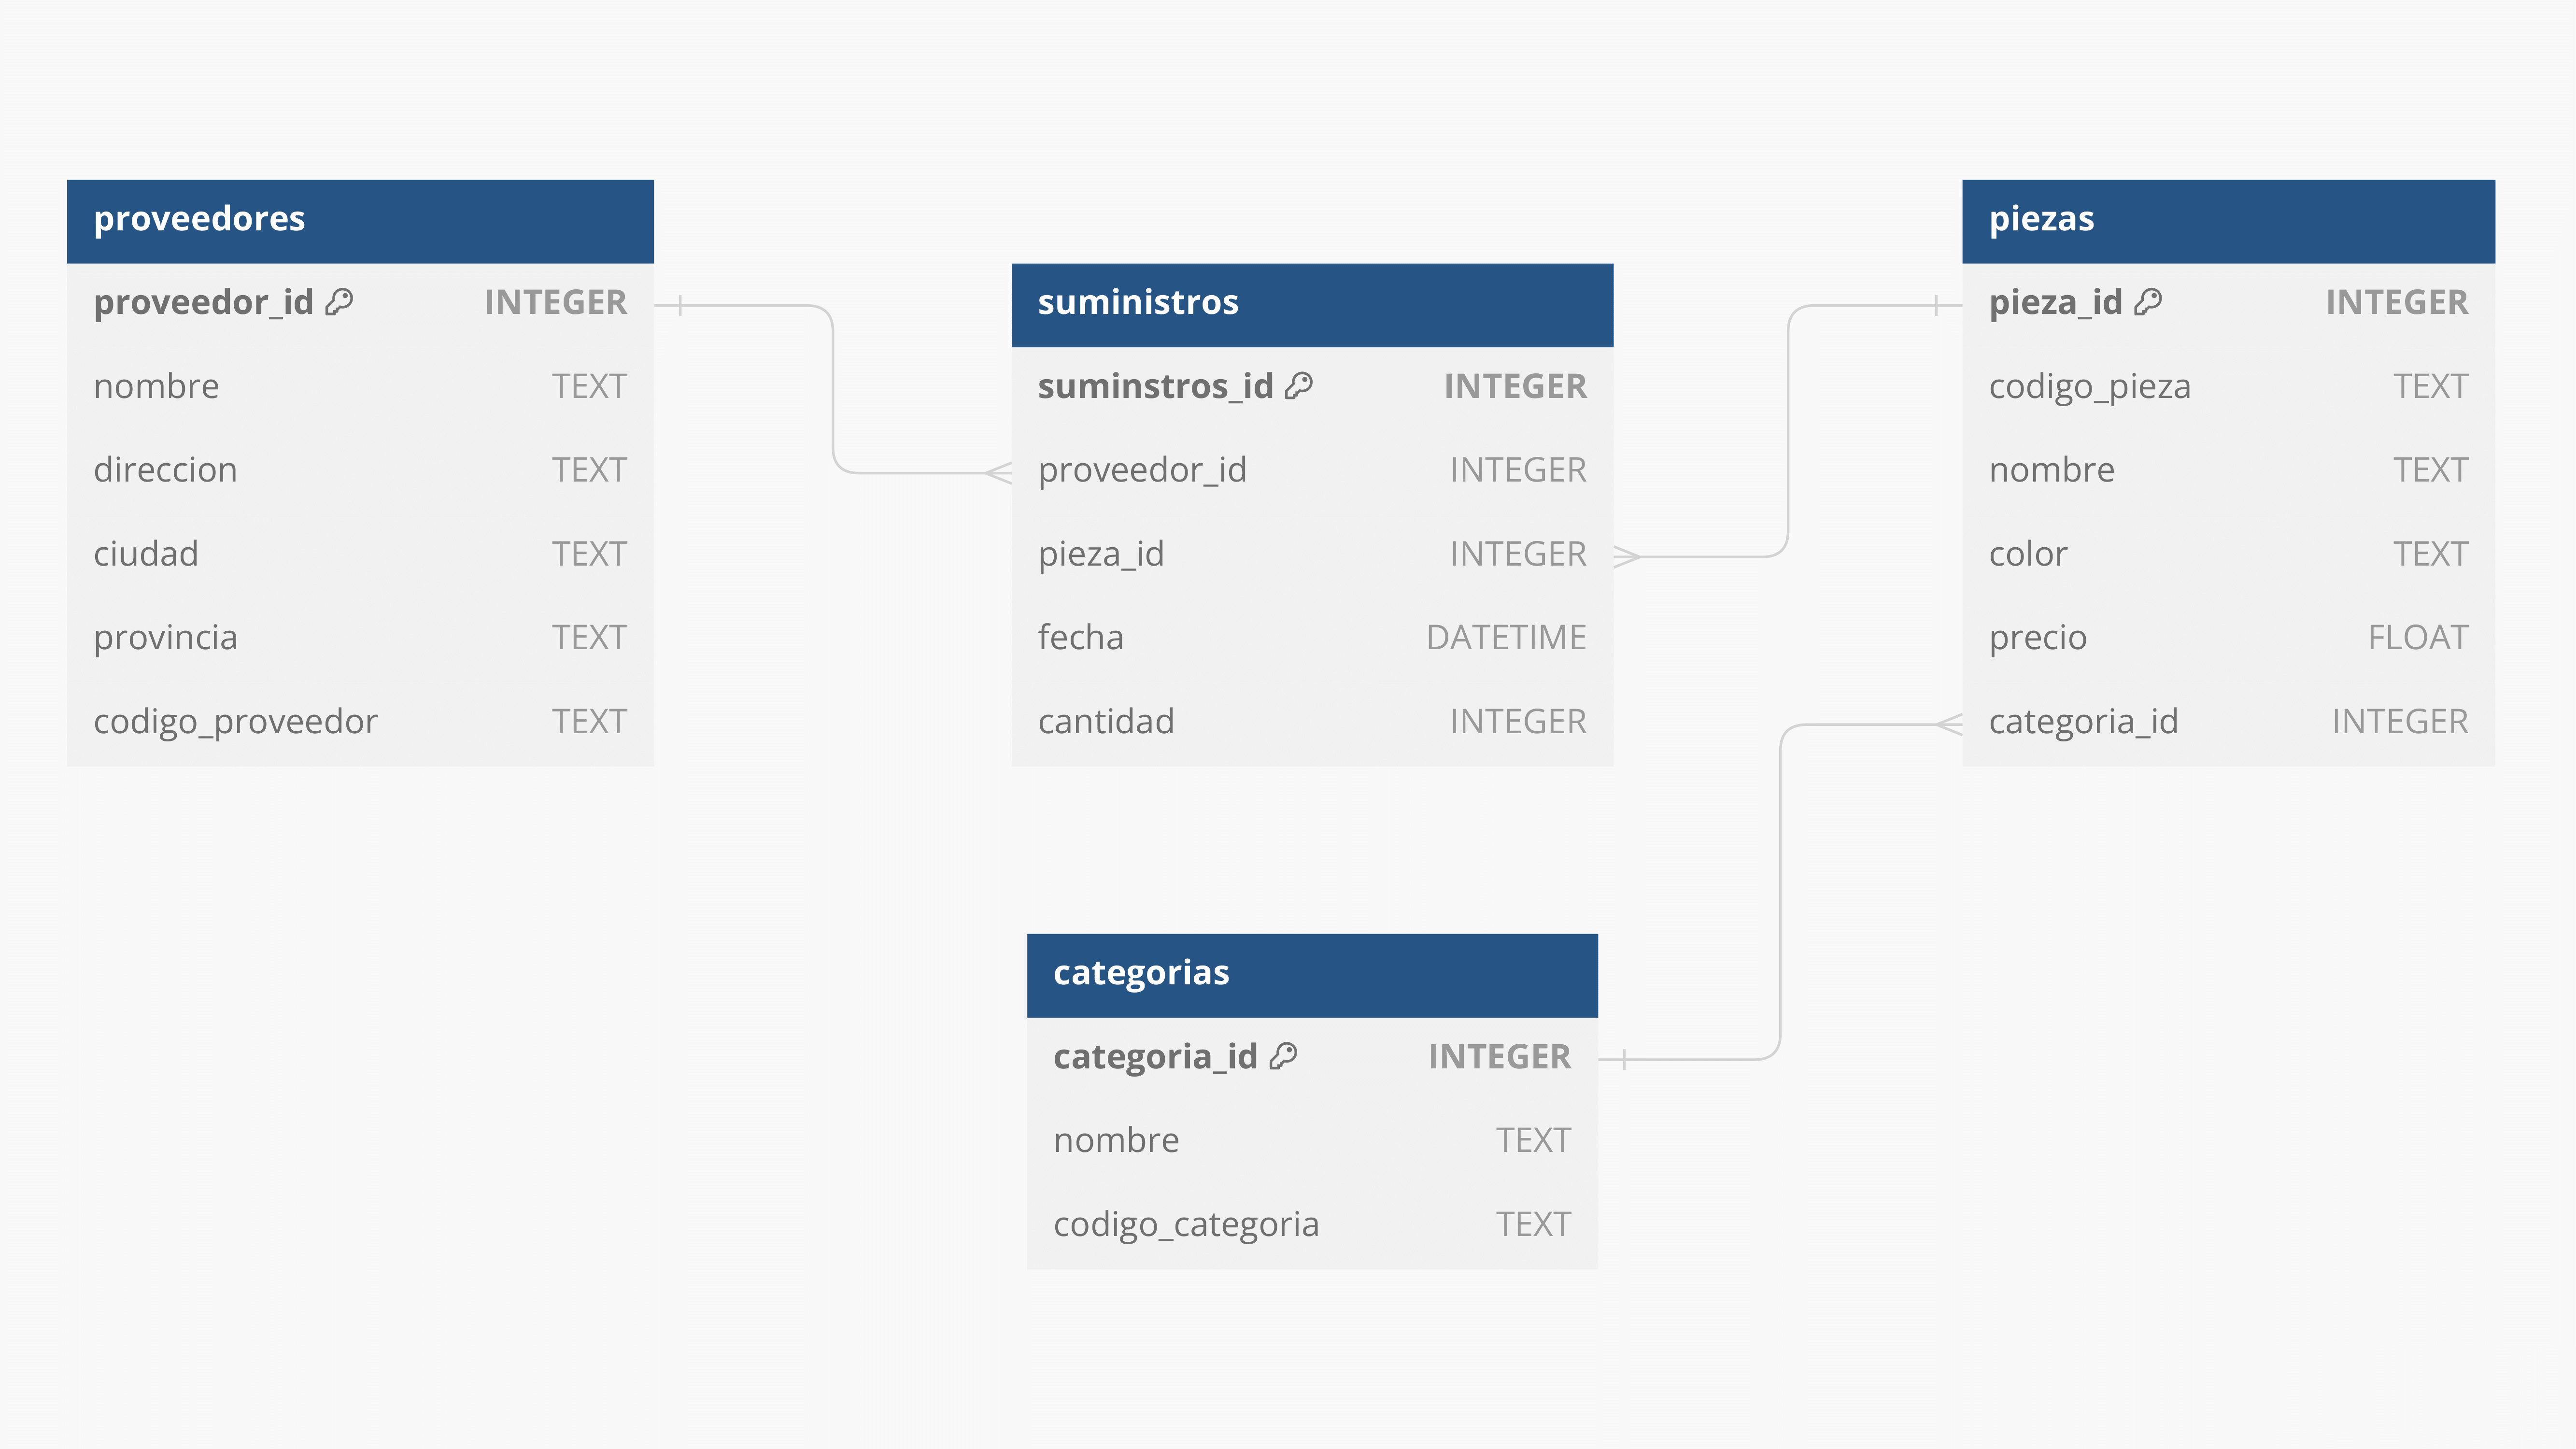 proveedores
proveedor_id INTEGER
nombre TEXT
direccion TEXT
ciudad TEXT
provincia TEXT
codigo_proveedor TEXT
suministros
suminstros_id INTEGER
proveedor_id INTEGER
pieza_id INTEGER
fecha DATETIME
cantidad INTEGER
piezas
pieza_id INTEGER
codigo_pieza TEXT
nombre TEXT
color TEXT
precio FLOAT
categoria_id INTEGER
categorias
categoria_id INTEGER
nombre TEXT
codigo_categoria TEXT